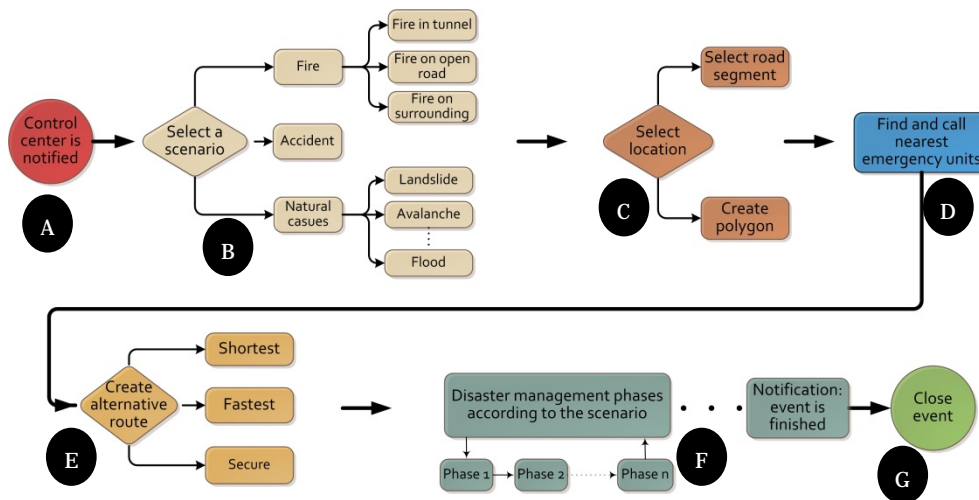 Control
center is
notified
A
Select a
scenario
B
Fire
Fire in tunnel
Fire on open
road
Fire on
surrounding
Accident
Natural
casues
Landslide
Avalanche
Flood
Select
location
C
Select road
segment
Create
polygon
Find and call
nearest
emergency units
D
Create
alternative
route
E
Shortest
Fastest
Secure
Disaster management phases
according to the scenario
Phase 1
Phase 2
Phase n
F
Notification:
event is
finished
Close
event
G